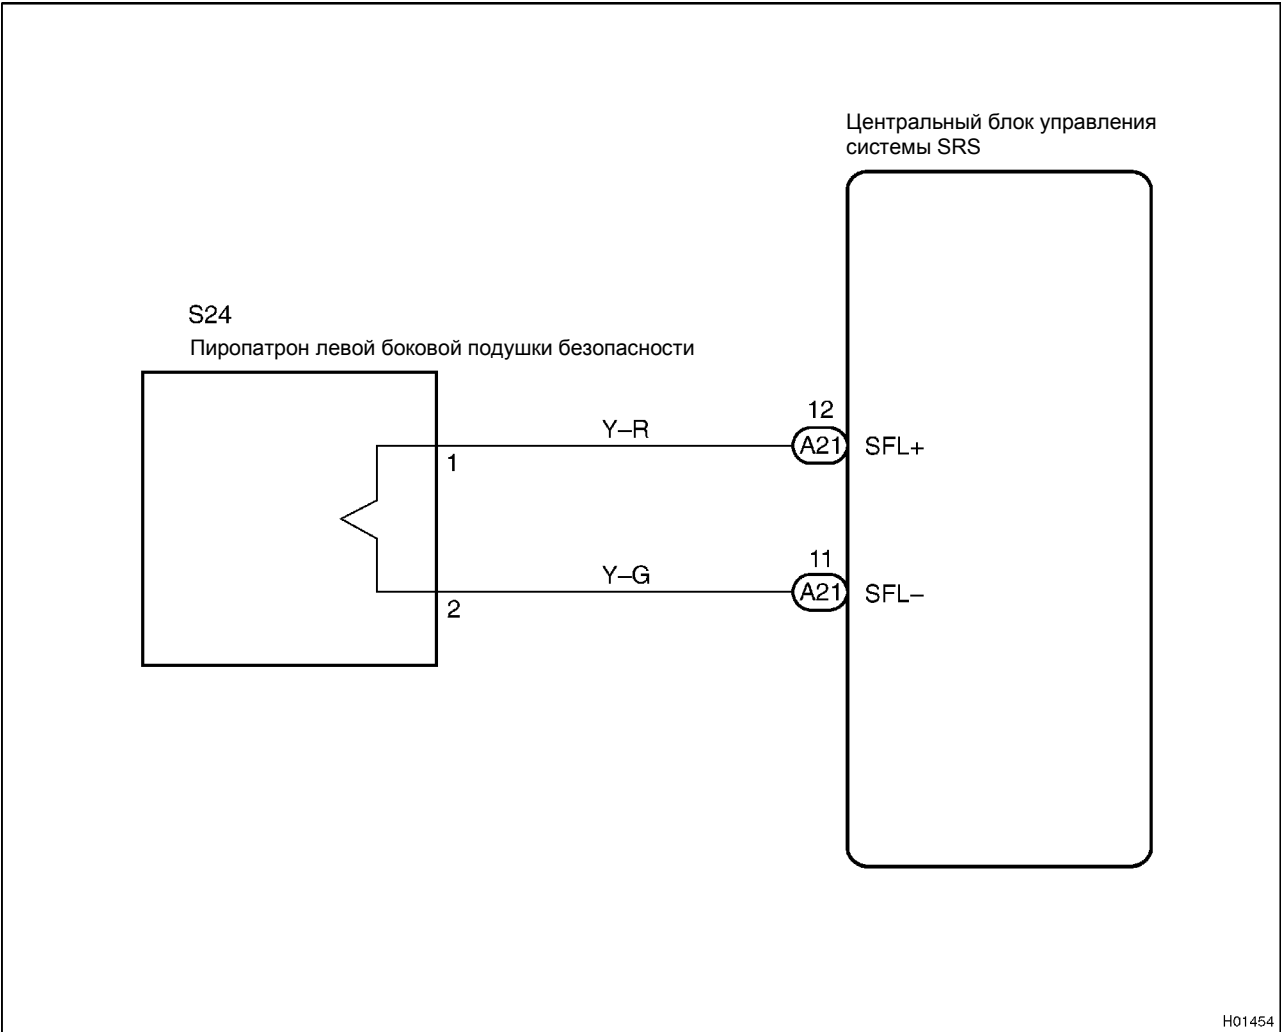 Центральный блок управления
системы SRS
S24
Пиропатрон левой боковой подушки безопасности
12
Y–R
A21 SFL+
1
11
Y–G
A21 SFL–
2
H01454